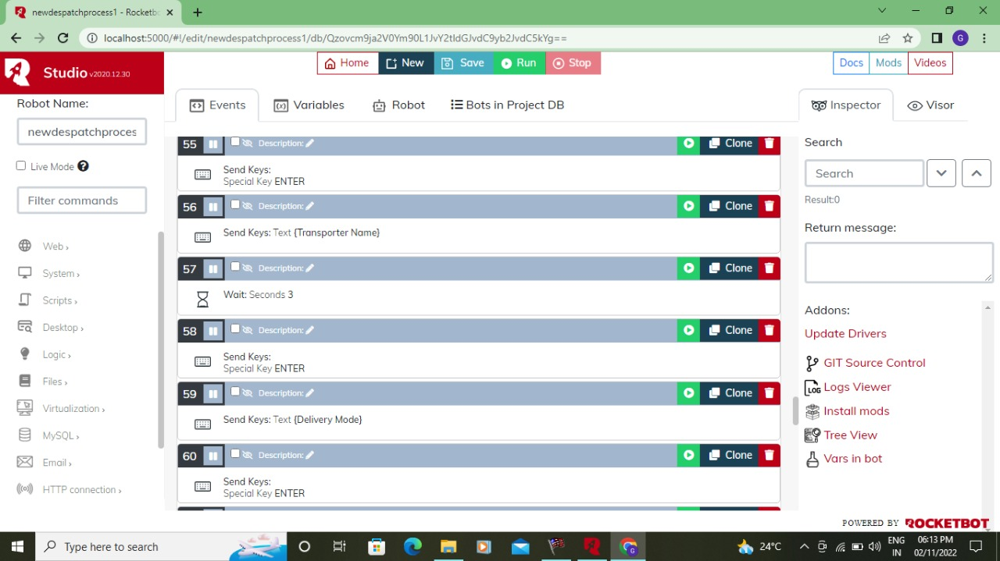 newdespatchprocess1 - Rocketbo
localhost:5000/#!/edit/newdespatchprocess1/db/Qzovcm9ja2V0Ym90L1JvY2tldGJvdC9yb2JvdC5kYg==
G
Studio v2020.12.30
Home
New
Save
Run
Stop
Docs
Mods
Videos
Robot Name:
newdespatchproces
Live Mode
Filter commands
Web ›
System ›
Scripts ›
Desktop ›
Logic ›
Files ›
Virtualization ›
MySQL ›
Email ›
HTTP connection ›
Events
Variables
Robot
Bots in Project DB
55 Description: Clone
Send Keys:
Special Key ENTER
56 Description: Clone
Send Keys: Text {Transporter Name}
57 Description: Clone
Wait: Seconds 3
58 Description: Clone
Send Keys:
Special Key ENTER
59 Description: Clone
Send Keys: Text {Delivery Mode}
60 Description: Clone
Send Keys:
Special Key ENTER
Inspector
Visor
Search
Search
Result:0
Return message:
Addons:
Update Drivers
GIT Source Control
LOG Logs Viewer
Install mods
Tree View
Vars in bot
POWERED BY ROCKETBOT
Type here to search
24°C
ENG
IN
06:13 PM
02/11/2022